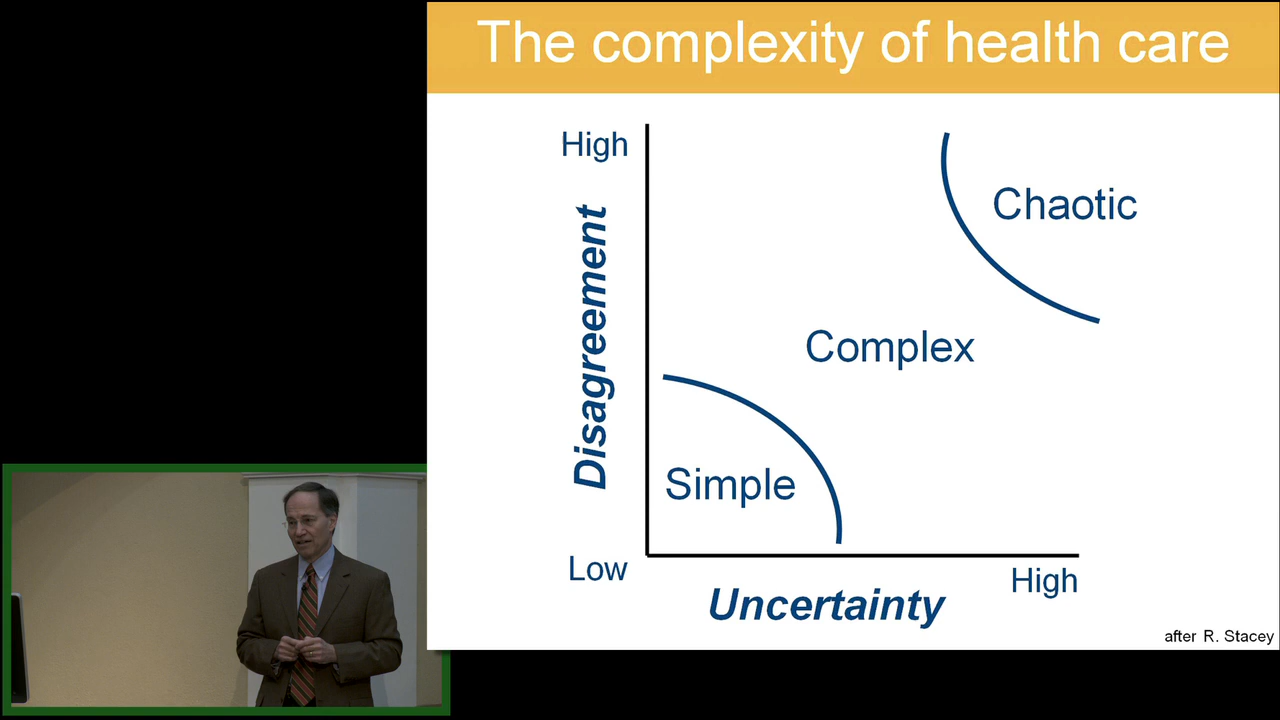 The complexity of health care
High
Disagreement
Chaotic
Complex
Simple
Low
High
Uncertainty
after R. Stacey